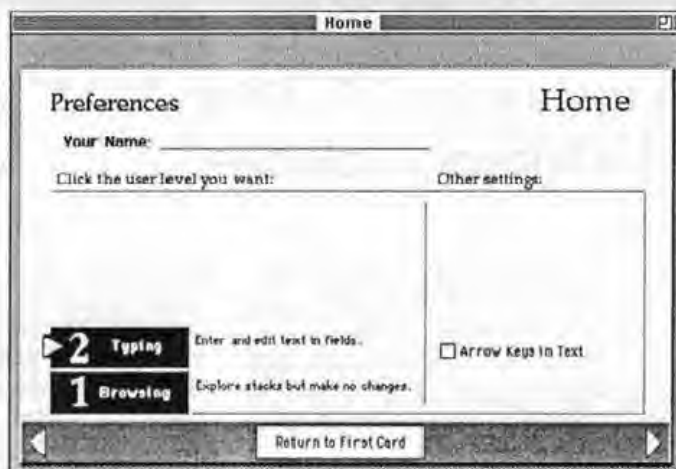 Home
Preferences
Home
Your Name:
Click the user level you want:
Other settings:
2 Typing
Enter and edit text in fields.
Arrow Keys in Text
1 Browsing
Explore stacks but make no changes.
Return to First Card